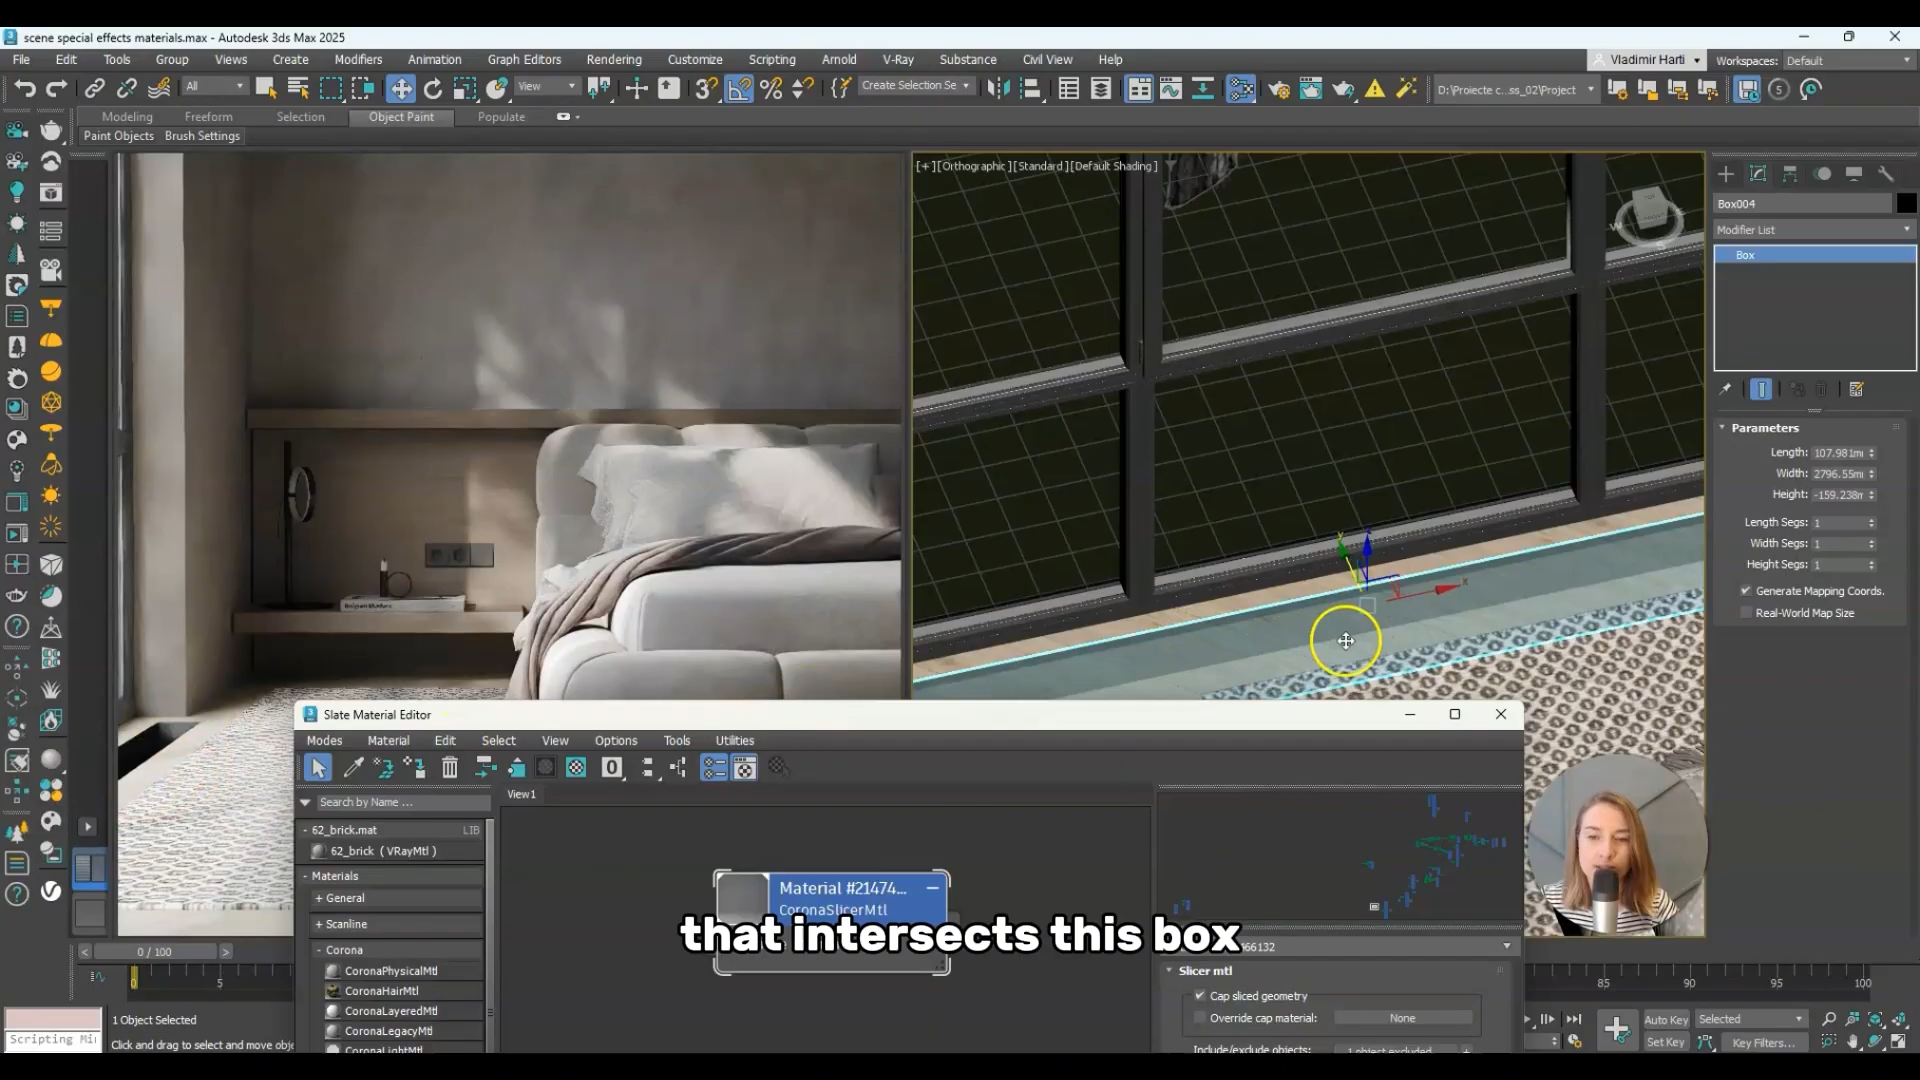 scene special effects materials.max - Autodesk 3ds Max 2025
File Edit Tools Group Views Create Modifiers Animation Graph Editors Rendering Customize Scripting Arnold V-Ray Substance Civil View Help
Vladimir Harti
Workspaces: Default
All
View
Create Selection Se
D:\Proiecte c...ss_02\Project
Modeling Freeform Selection Object Paint Populate
Paint Objects Brush Settings
[+][Orthographic][Standard][Default Shading]
Box004
Modifier List
Box
Parameters
Length: 107.981m
Width: 2796.55m
Height: -159.238m
Length Segs: 1
Width Segs: 1
Height Segs: 1
Generate Mapping Coords.
Real-World Map Size
Slate Material Editor
Modes Material Edit Select View Options Tools Utilities
Search by Name ...
View1
- 62_brick.mat LIB
62_brick ( VRayMtl )
- Materials
+ General
+ Scanline
- Corona
CoronaPhysicalMtl
CoronaHairMtl
CoronaLayeredMtl
CoronaLegacyMtl
CoronaLightMtl
Material #21474...
CoronaSlicerMtl
that intersects this box
66132
Slicer mtl
Cap sliced geometry
Override cap material: None
Include/exclude objects: 1 object excluded
0 / 100
0 5 85 90 95 100
1 Object Selected
Click and drag to select and move obje
Scripting Mi
Auto Key Selected
Set Key Key Filters...